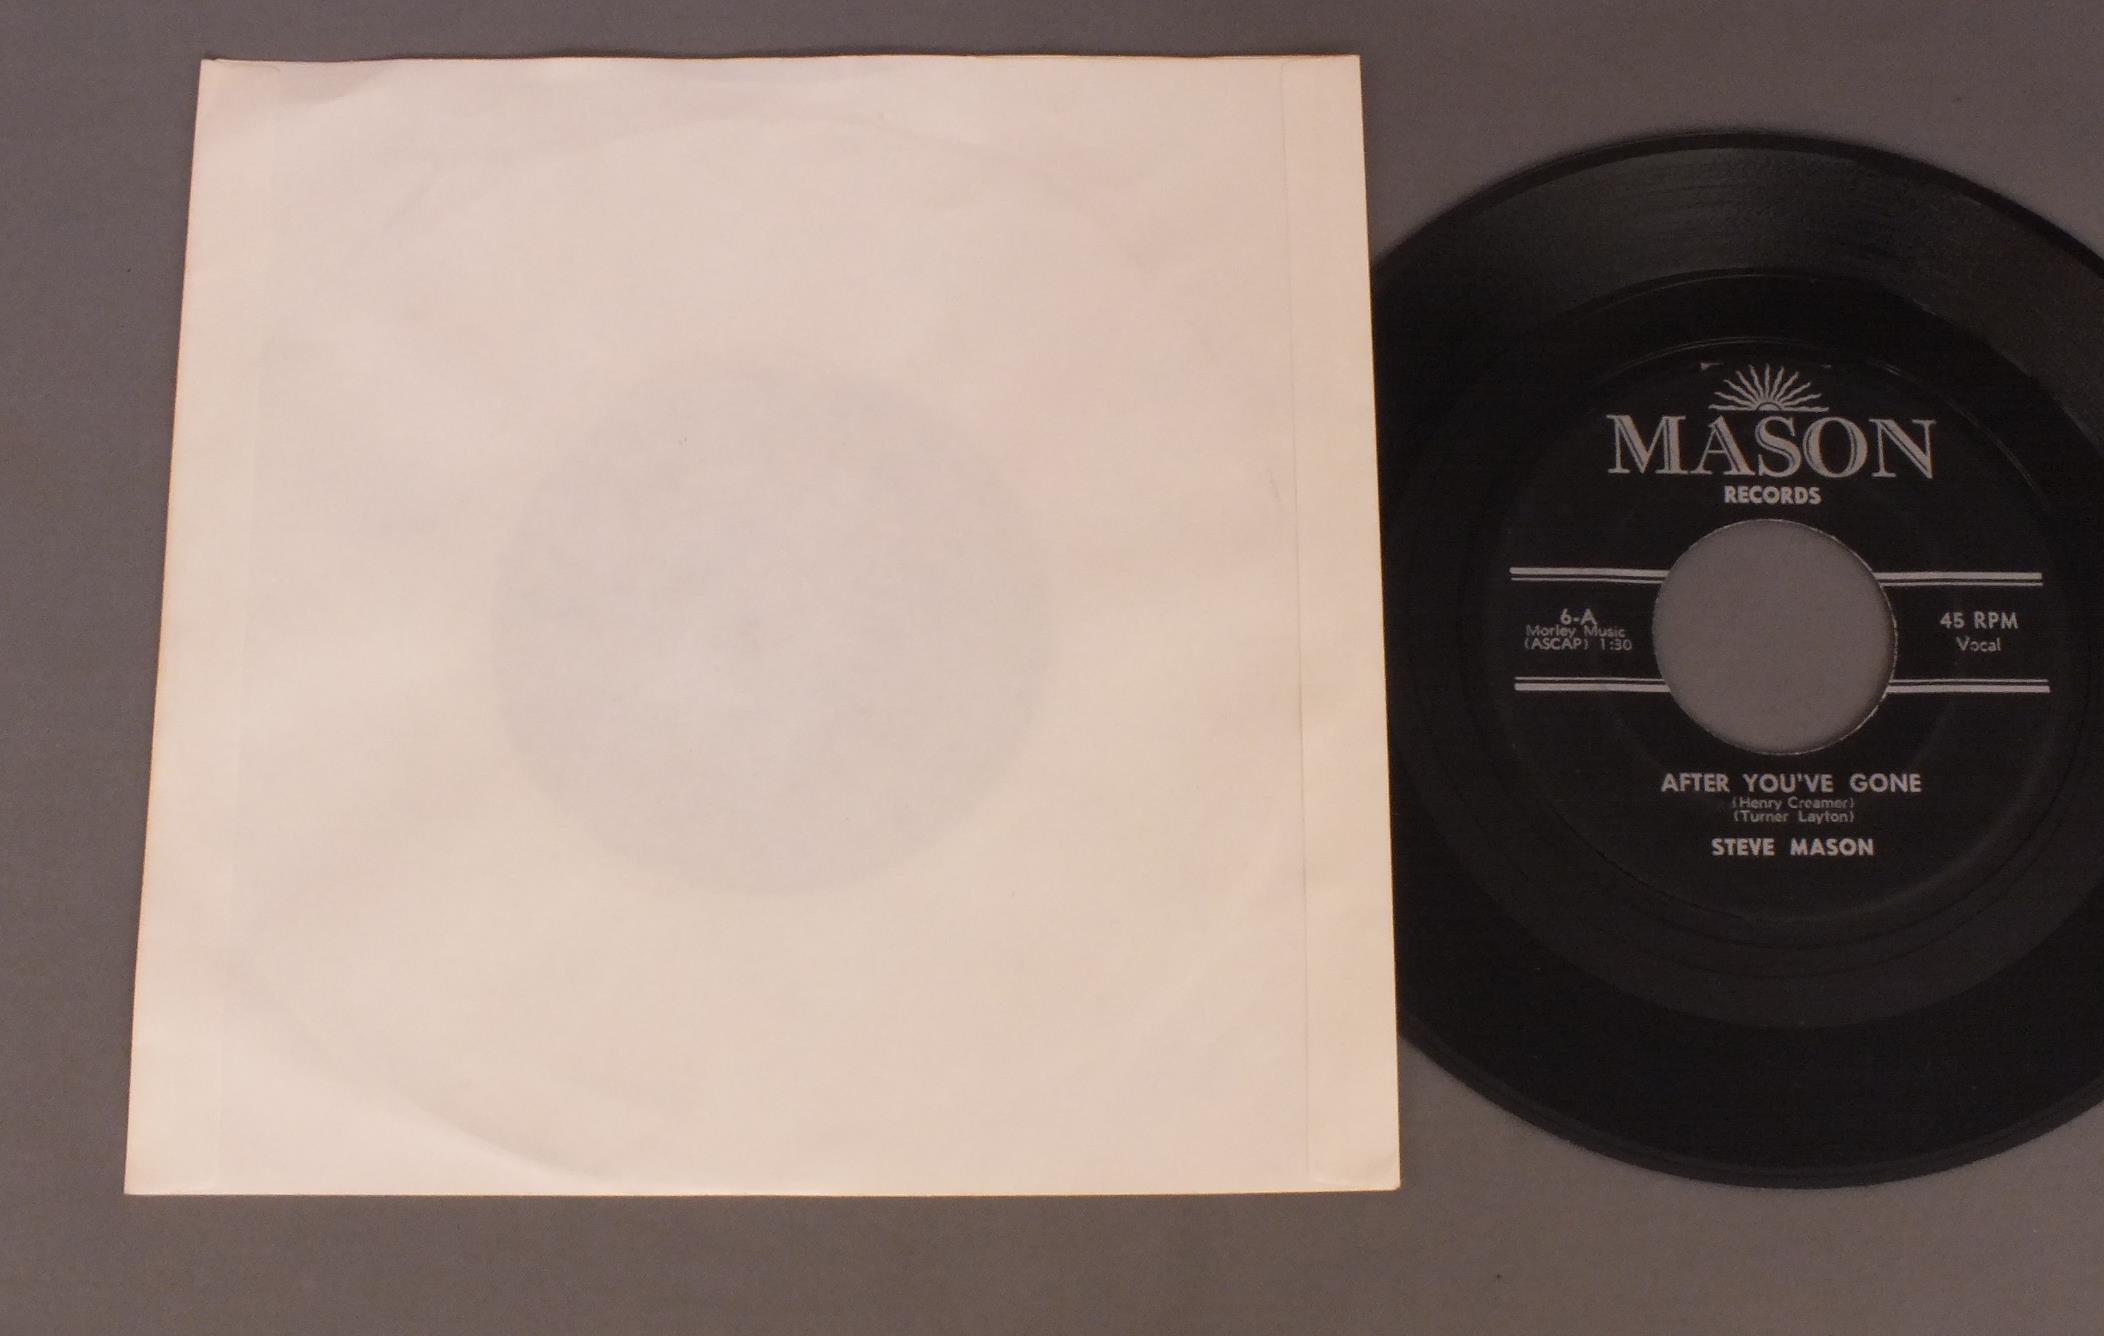 MASON
RECORDS
6-A
Morley Music
(ASCAP) 1:30
45 RPM
Vocal
AFTER YOU'VE GONE
(Henry Creamer)
(Turner Layton)
STEVE MASON